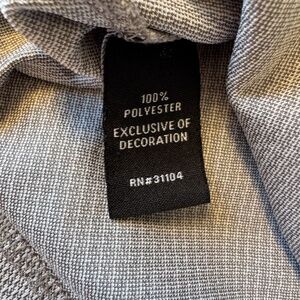 100%
POLYESTER
EXCLUSIVE OF
DECORATION
RN#31104